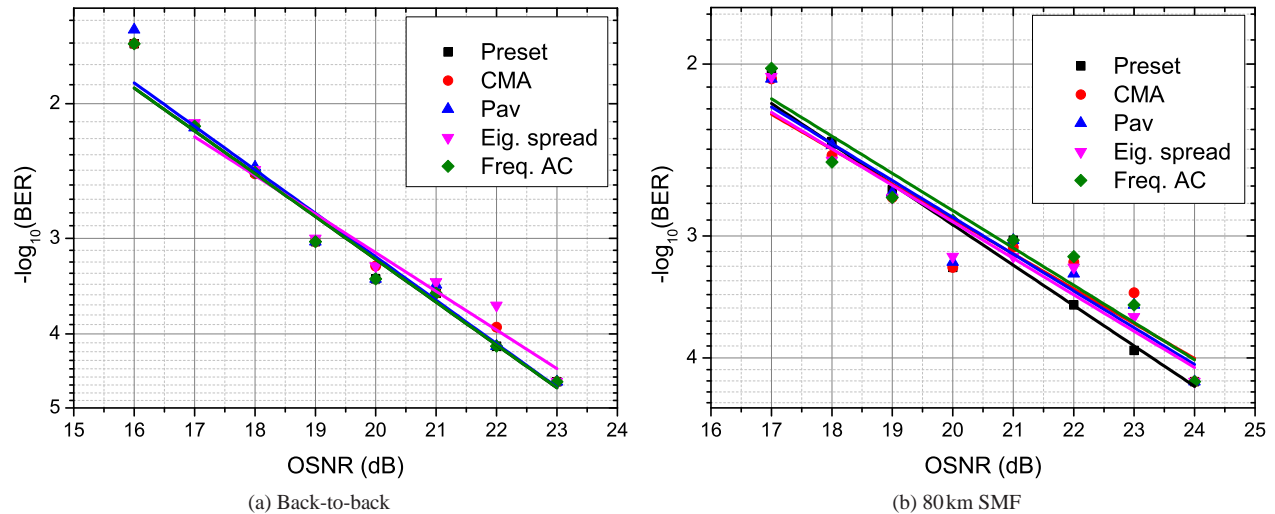 Preset
CMA
Pav
Eig. spread
Freq. AC
2
3
4
5
-log10(BER)
15 16 17 18 19 20 21 22 23 24
OSNR (dB)
(a) Back-to-back
Preset
CMA
Pav
Eig. spread
Freq. AC
2
3
4
-log10(BER)
16 17 18 19 20 21 22 23 24 25
OSNR (dB)
(b) 80 km SMF